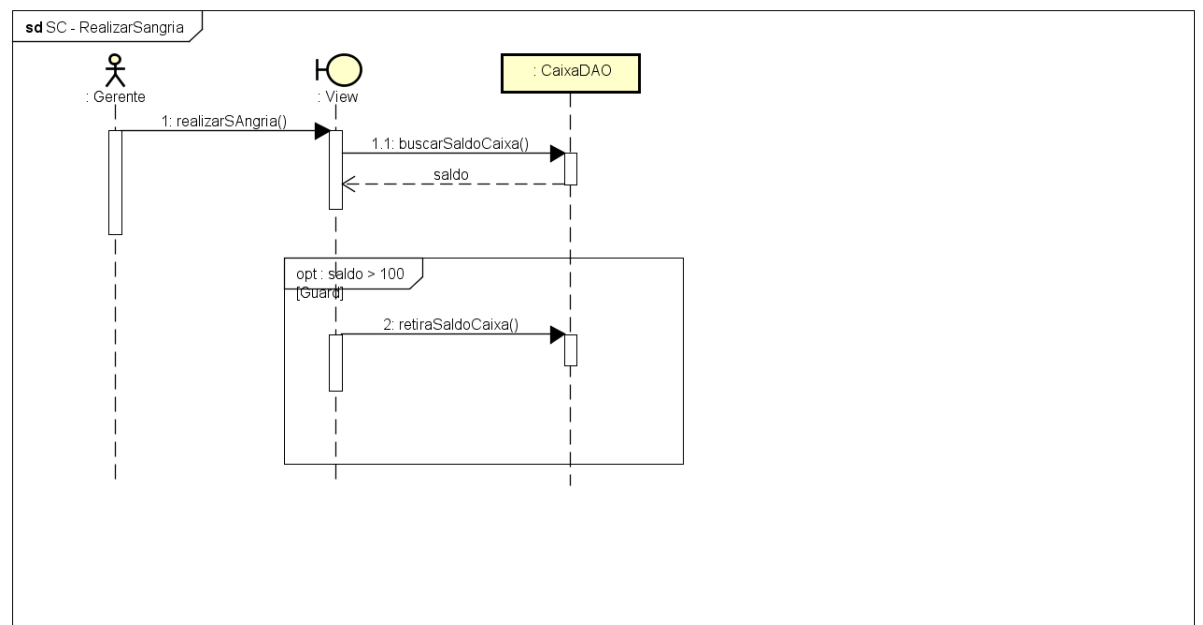 sd SC - RealizarSangria
: Gerente
: View
: CaixaDAO
1: realizarSAngria()
1.1: buscarSaldoCaixa()
saldo
opt : saldo > 100
[Guard]
2: retiraSaldoCaixa()